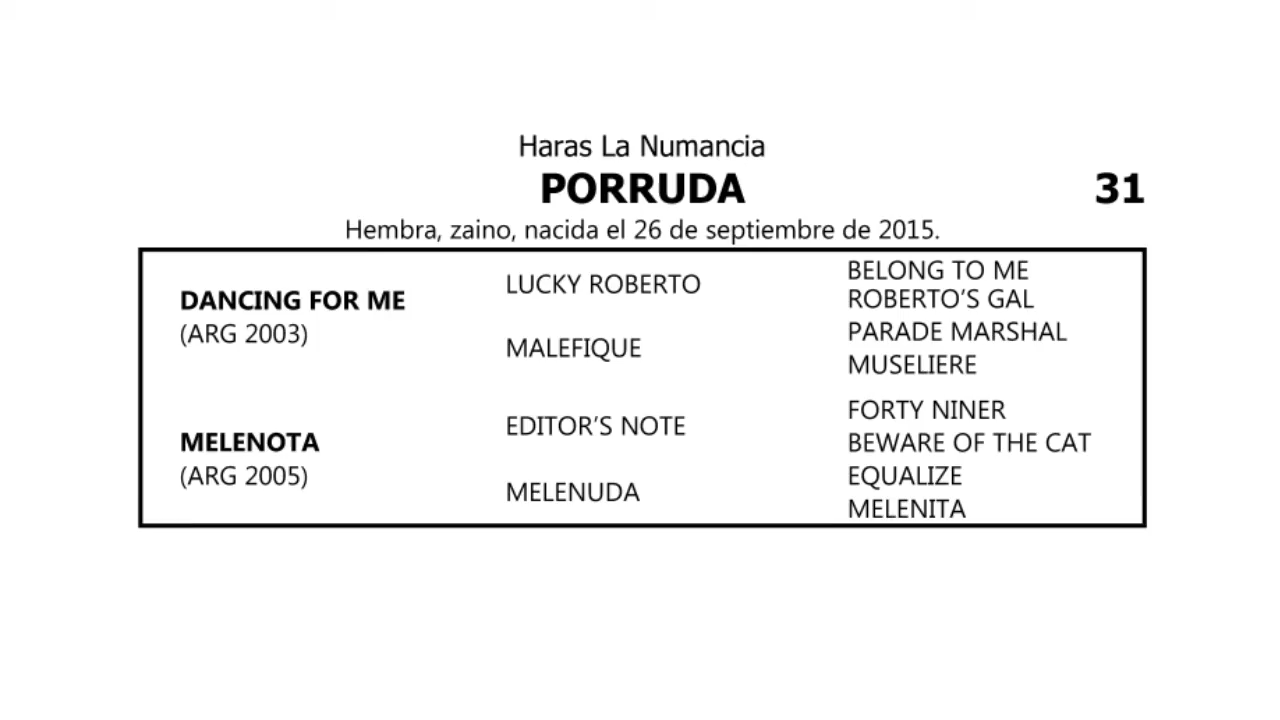 Haras La Numancia
PORRUDA
31
Hembra, zaino, nacida el 26 de septiembre de 2015.
DANCING FOR ME
(ARG 2003)
LUCKY ROBERTO
MALEFIQUE
BELONG TO ME
ROBERTO’S GAL
PARADE MARSHAL
MUSELIERE
MELENOTA
(ARG 2005)
EDITOR’S NOTE
MELENUDA
FORTY NINER
BEWARE OF THE CAT
EQUALIZE
MELENITA